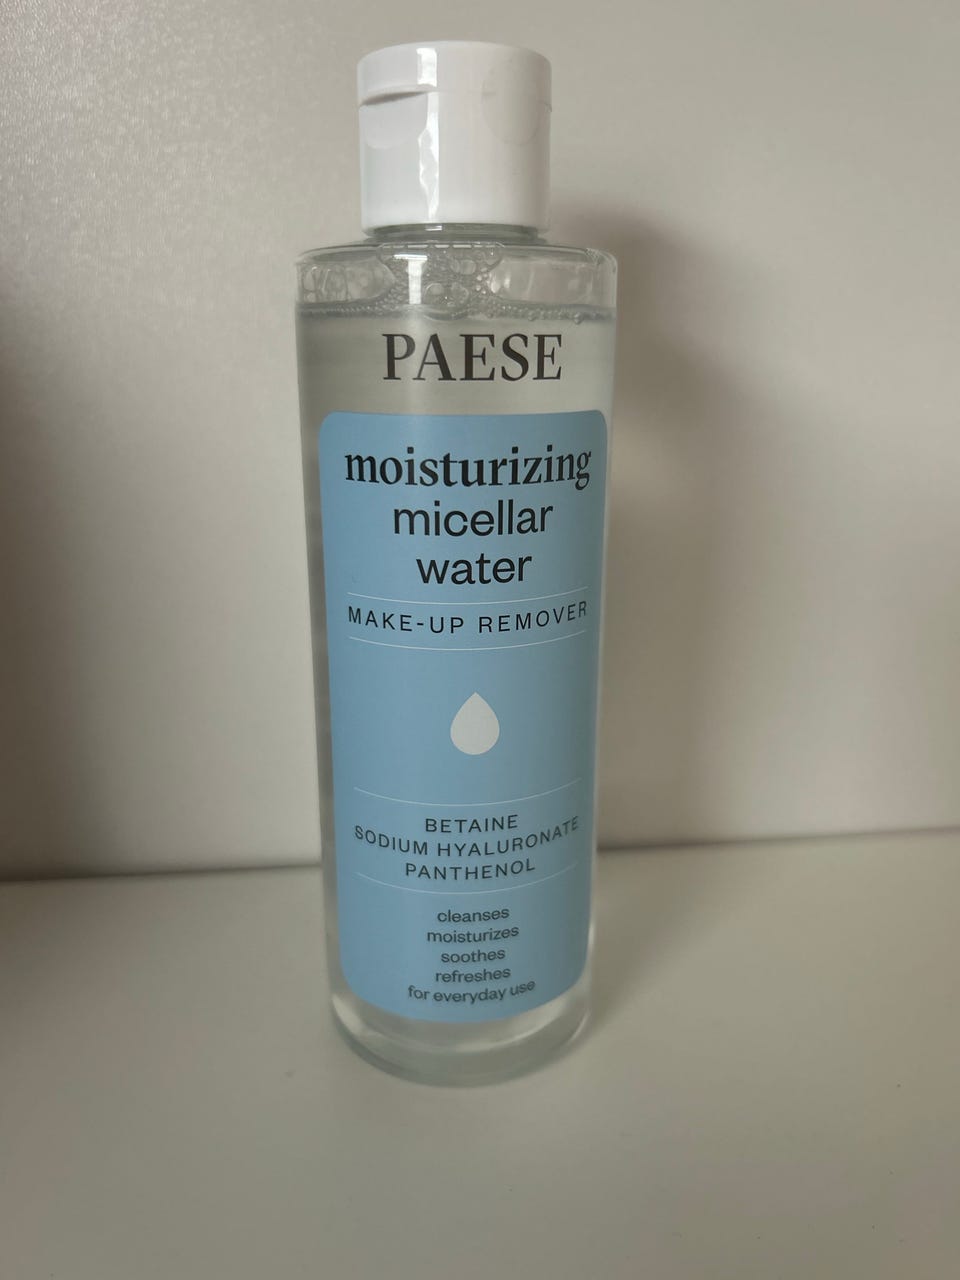 PAESE
moisturizing
micellar
water
MAKE-UP REMOVER
BETAINE
SODIUM HYALURONATE
PANTHENOL
cleanses
moisturizes
soothes
refreshes
for everyday use